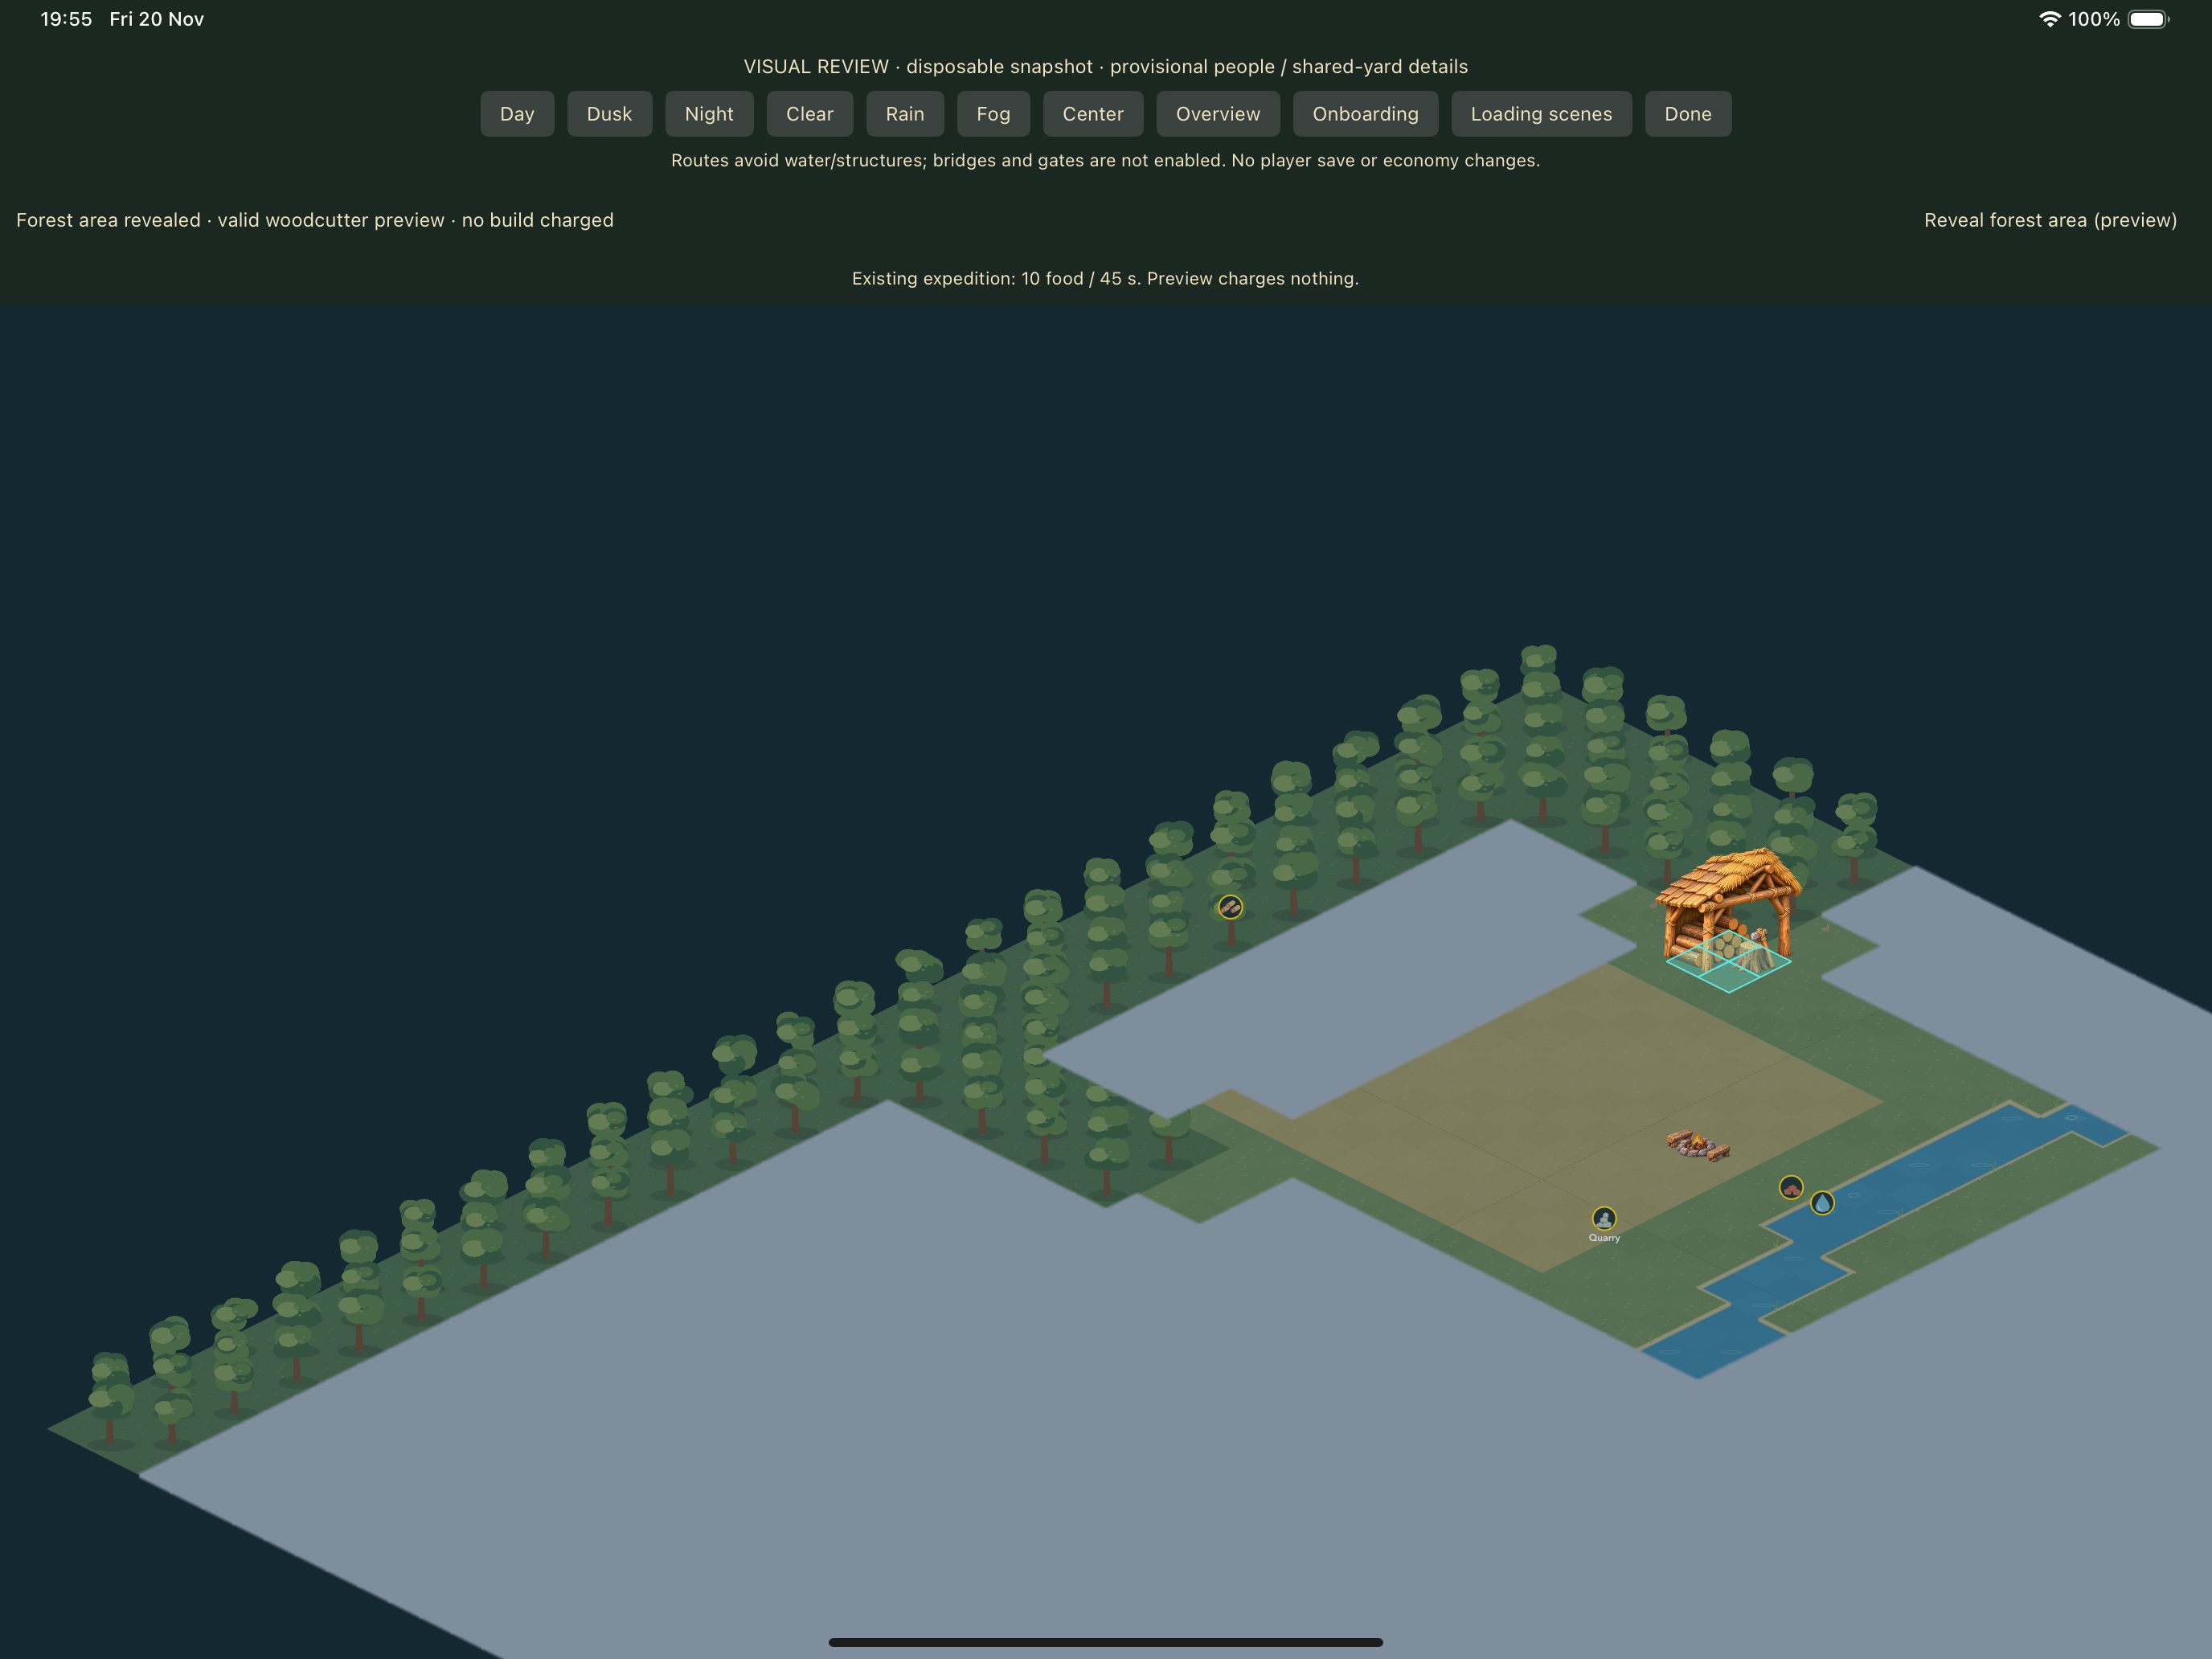 19:55 Fri 20 Nov 100%
VISUAL REVIEW · disposable snapshot · provisional people / shared-yard details
Day Dusk Night Clear Rain Fog Center Overview Onboarding Loading scenes Done
Routes avoid water/structures; bridges and gates are not enabled. No player save or economy changes.
Forest area revealed · valid woodcutter preview · no build charged
Reveal forest area (preview)
Existing expedition: 10 food / 45 s. Preview charges nothing.
Quarry